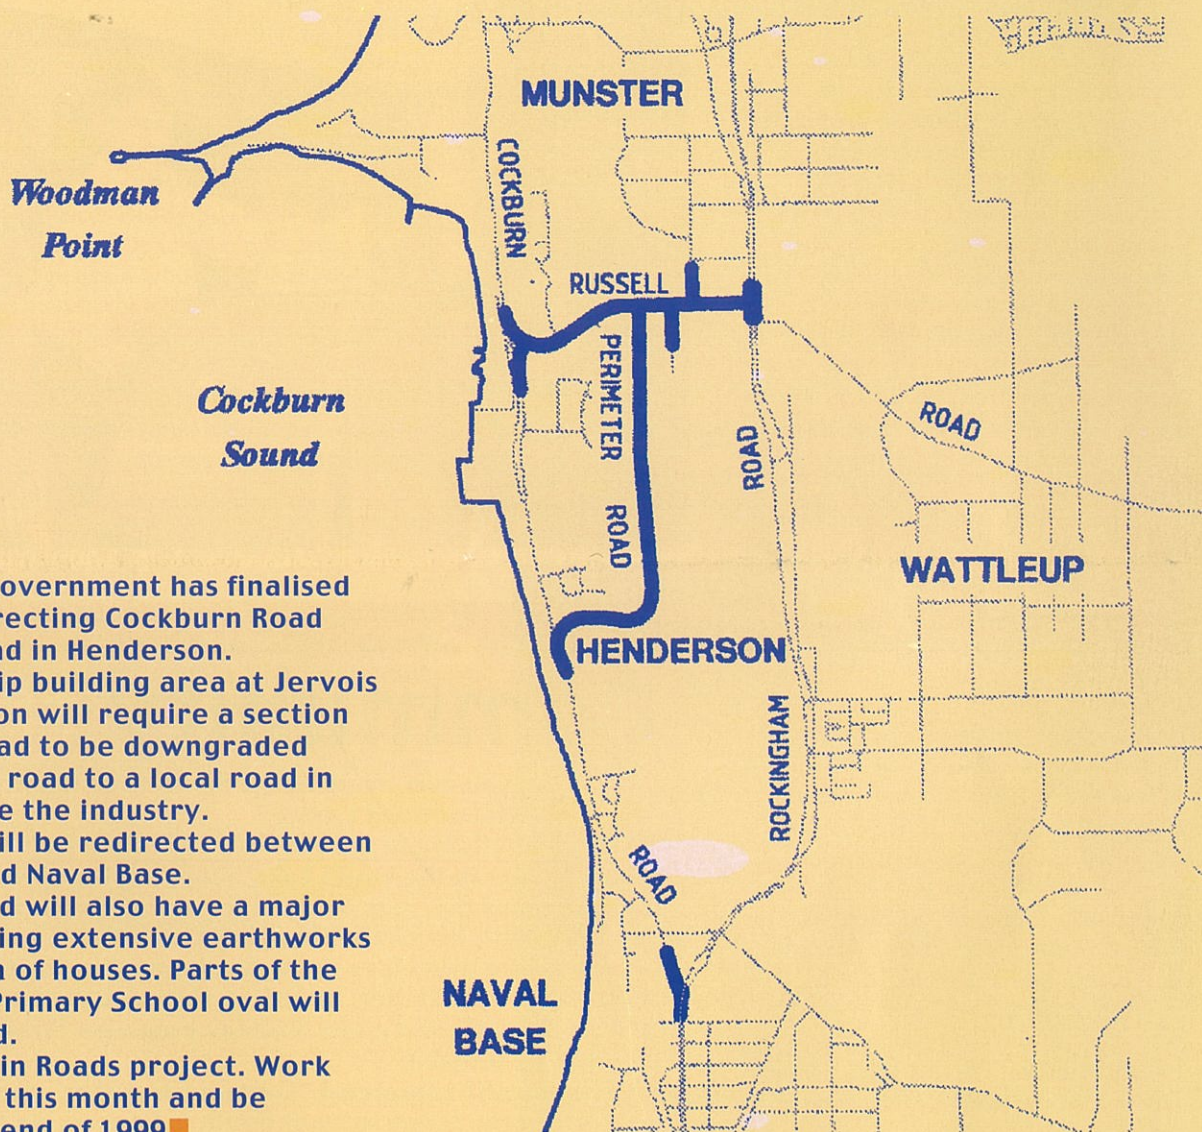 MUNSTER
COCKBURN
Woodman
Point
RUSSELL
PERIMETER
ROAD
Cockburn
Sound
ROAD
ROAD
WATTLEUP
HENDERSON
ROCKINGHAM
ROAD
NAVAL
BASE
overnment has finalised
recting Cockburn Road
d in Henderson.
ip building area at Jervois
on will require a section
ad to be downgraded
road to a local road in
e the industry.
ill be redirected between
d Naval Base.
d will also have a major
ing extensive earthworks
of houses. Parts of the
Primary School oval will
d.
in Roads project. Work
this month and be
end of 1999